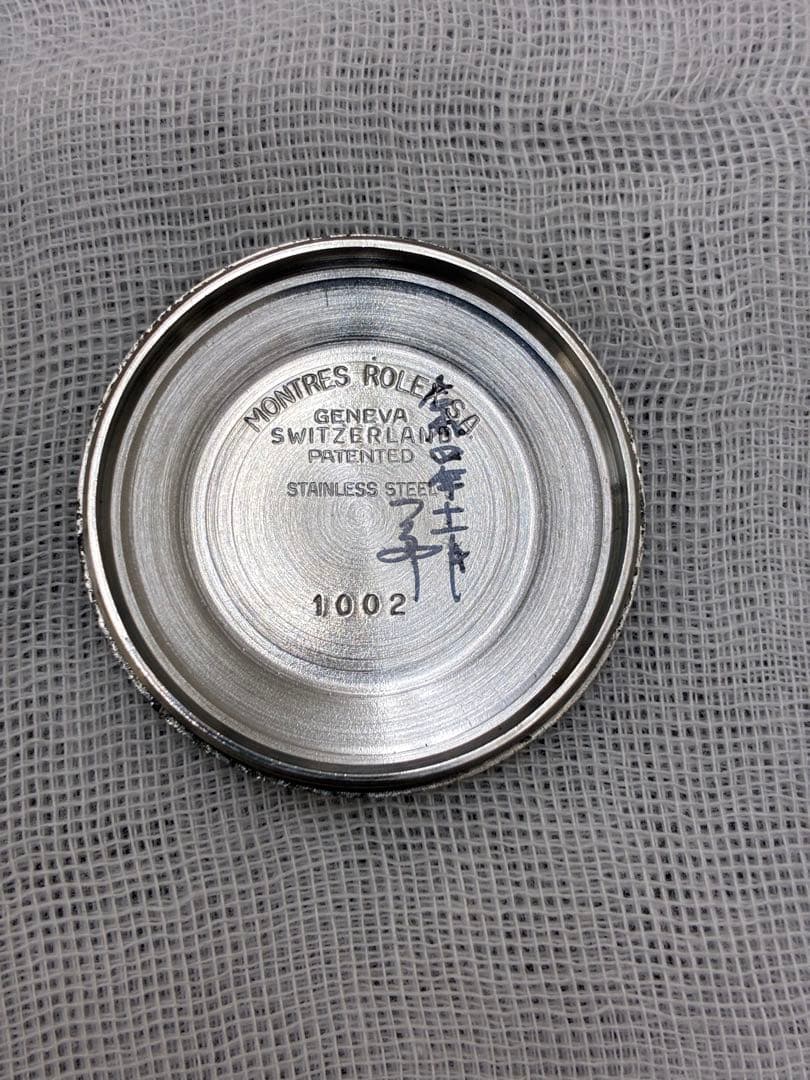 MONTRES ROLEX S.A.
GENEVA
SWITZERLAND
PATENTED
STAINLESS STEEL
1002